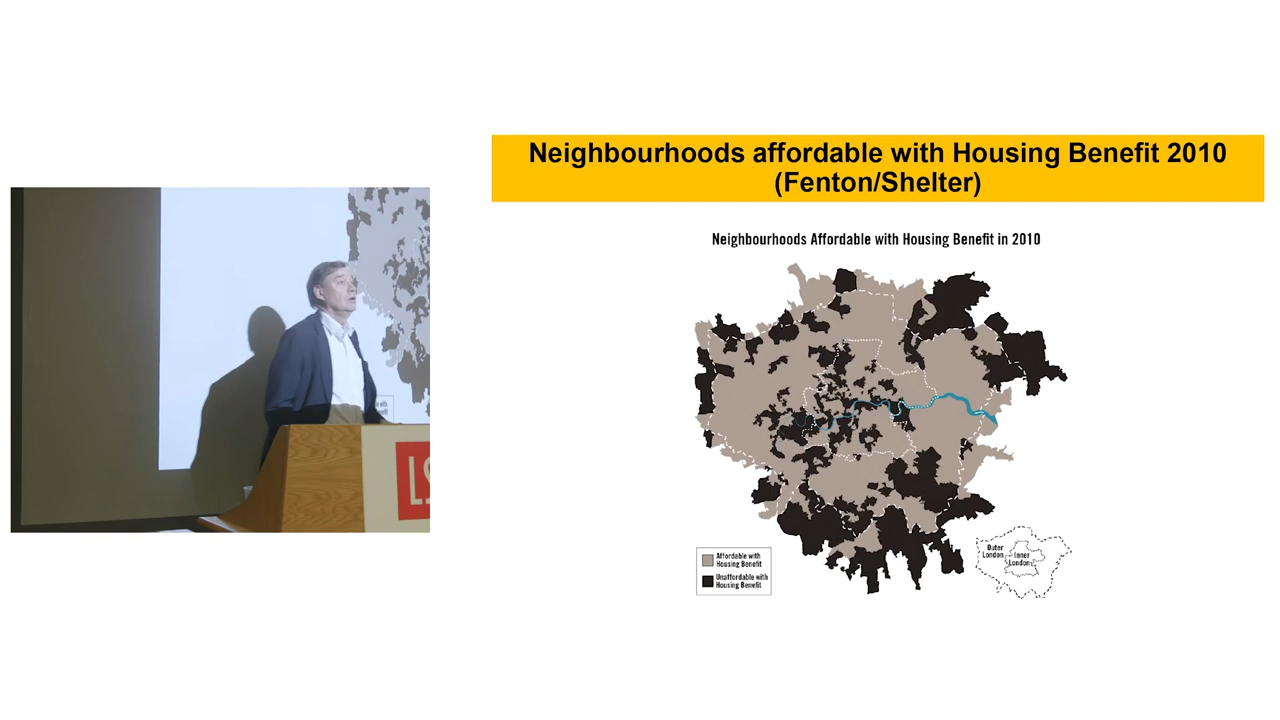 Neighbourhoods affordable with Housing Benefit 2010
(Fenton/Shelter)
Neighbourhoods Affordable with Housing Benefit in 2010
Affordable with
Housing Benefit
Unaffordable with
Housing Benefit
Outer
London
Inner
London
LS